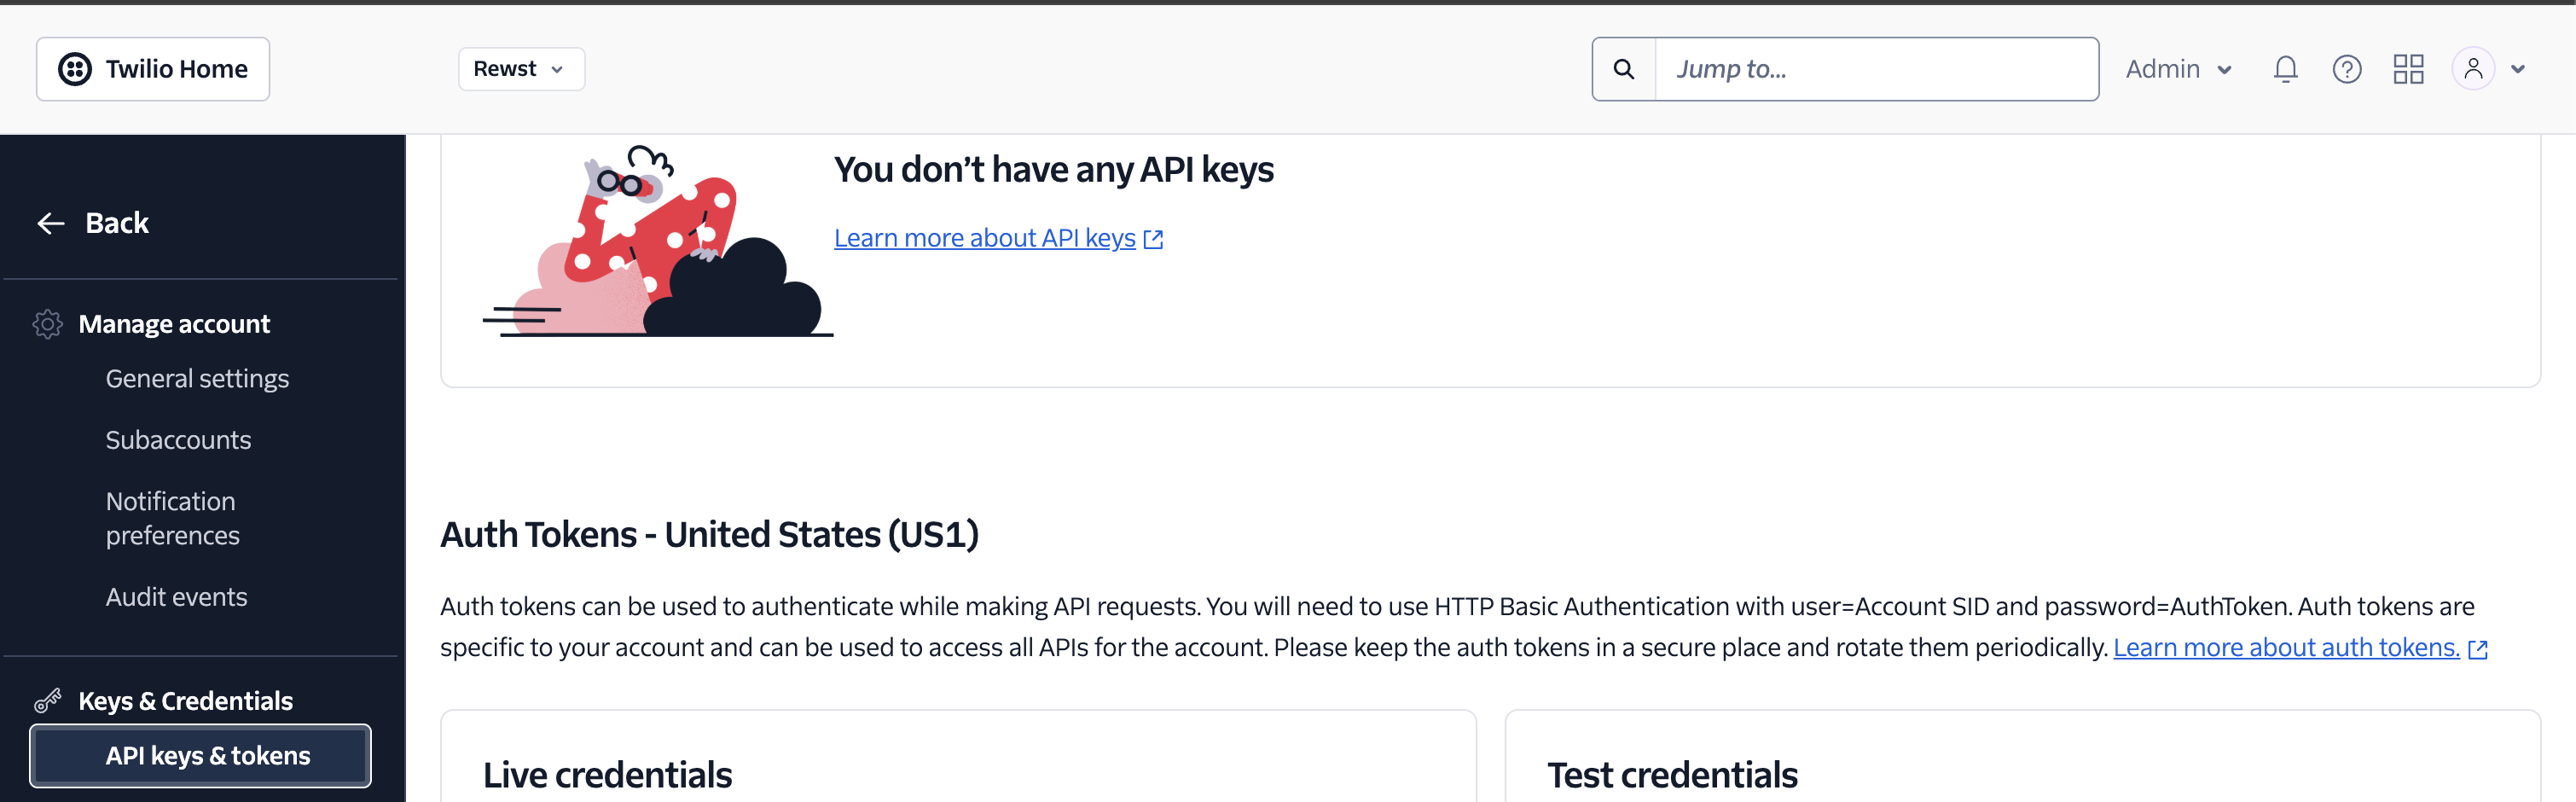 Twilio Home
Rewst
Jump to...
Admin
Back
Manage account
General settings
Subaccounts
Notification
preferences
Audit events
Keys & Credentials
API keys & tokens
You don’t have any API keys
Learn more about API keys
Auth Tokens - United States (US1)
Auth tokens can be used to authenticate while making API requests. You will need to use HTTP Basic Authentication with user=Account SID and password=AuthToken. Auth tokens are
specific to your account and can be used to access all APIs for the account. Please keep the auth tokens in a secure place and rotate them periodically. Learn more about auth tokens.
Live credentials
Test credentials